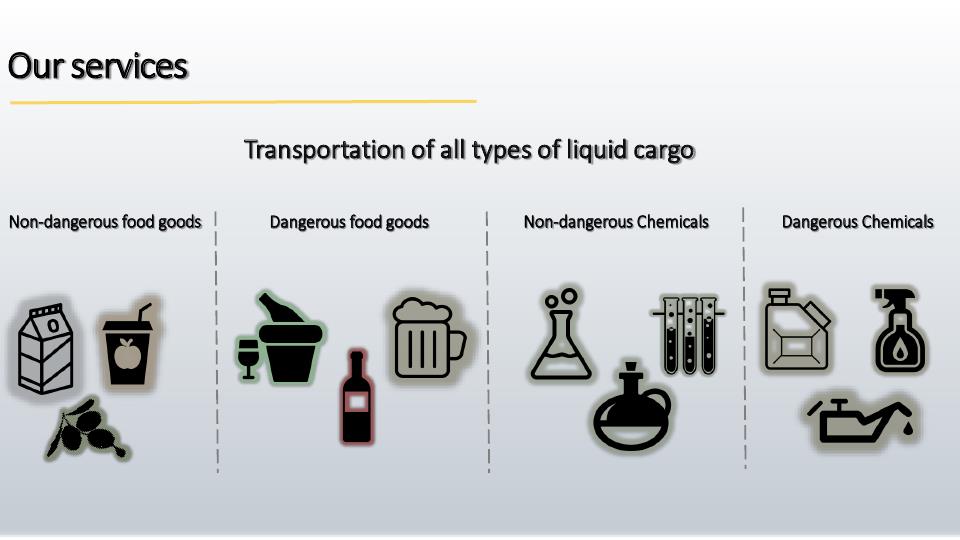 Our services
Transportation of all types of liquid cargo
Non-dangerous food goods
Dangerous food goods
Non-dangerous Chemicals
Dangerous Chemicals